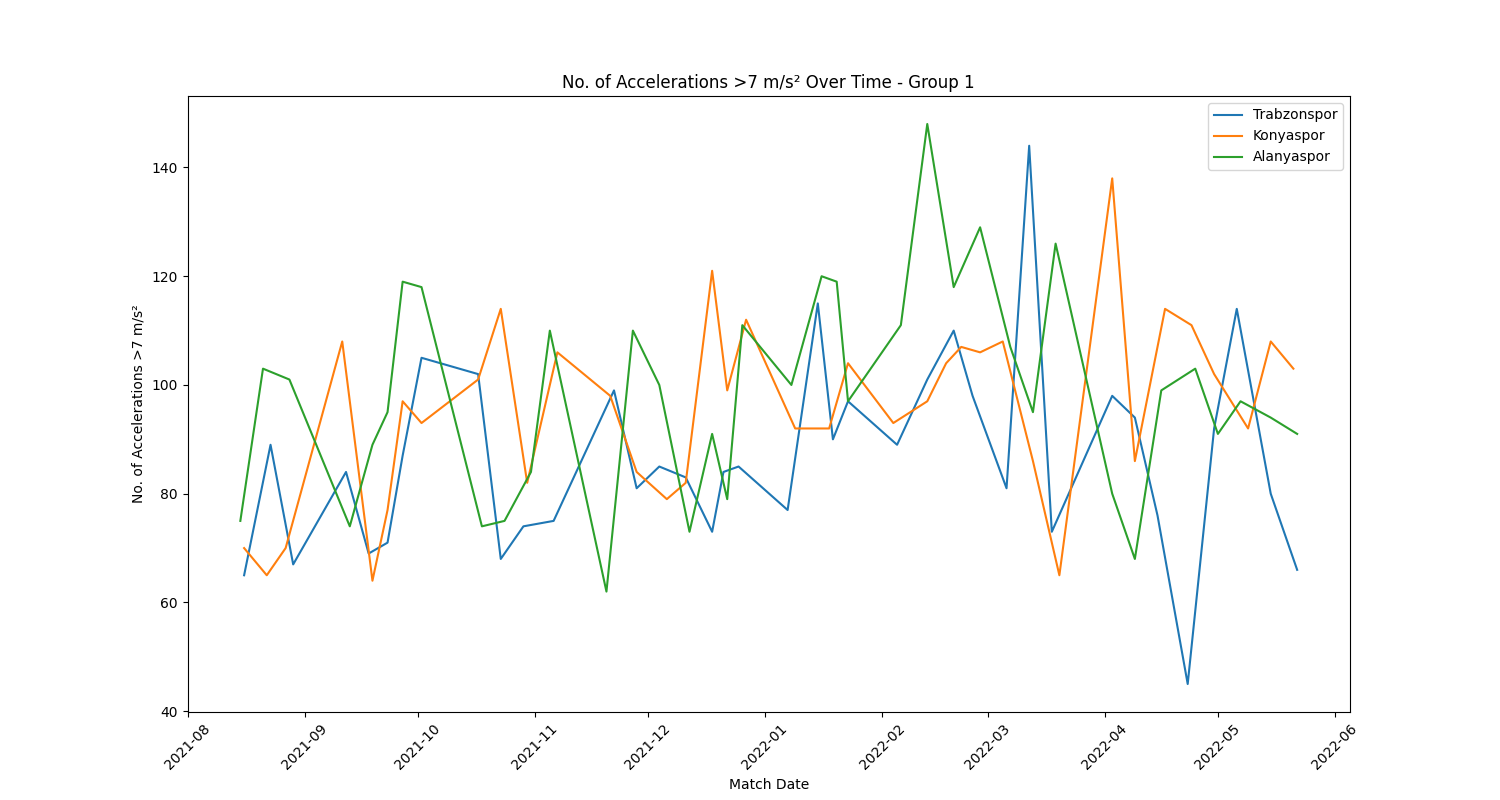 No. of Accelerations >7 m/s² Over Time - Group 1
Trabzonspor
Konyaspor
Alanyaspor
No. of Accelerations >7 m/s²
140
120
100
80
60
40
2021-08
2021-09
2021-10
2021-11
2021-12
2022-01
2022-02
2022-03
2022-04
2022-05
2022-06
Match Date